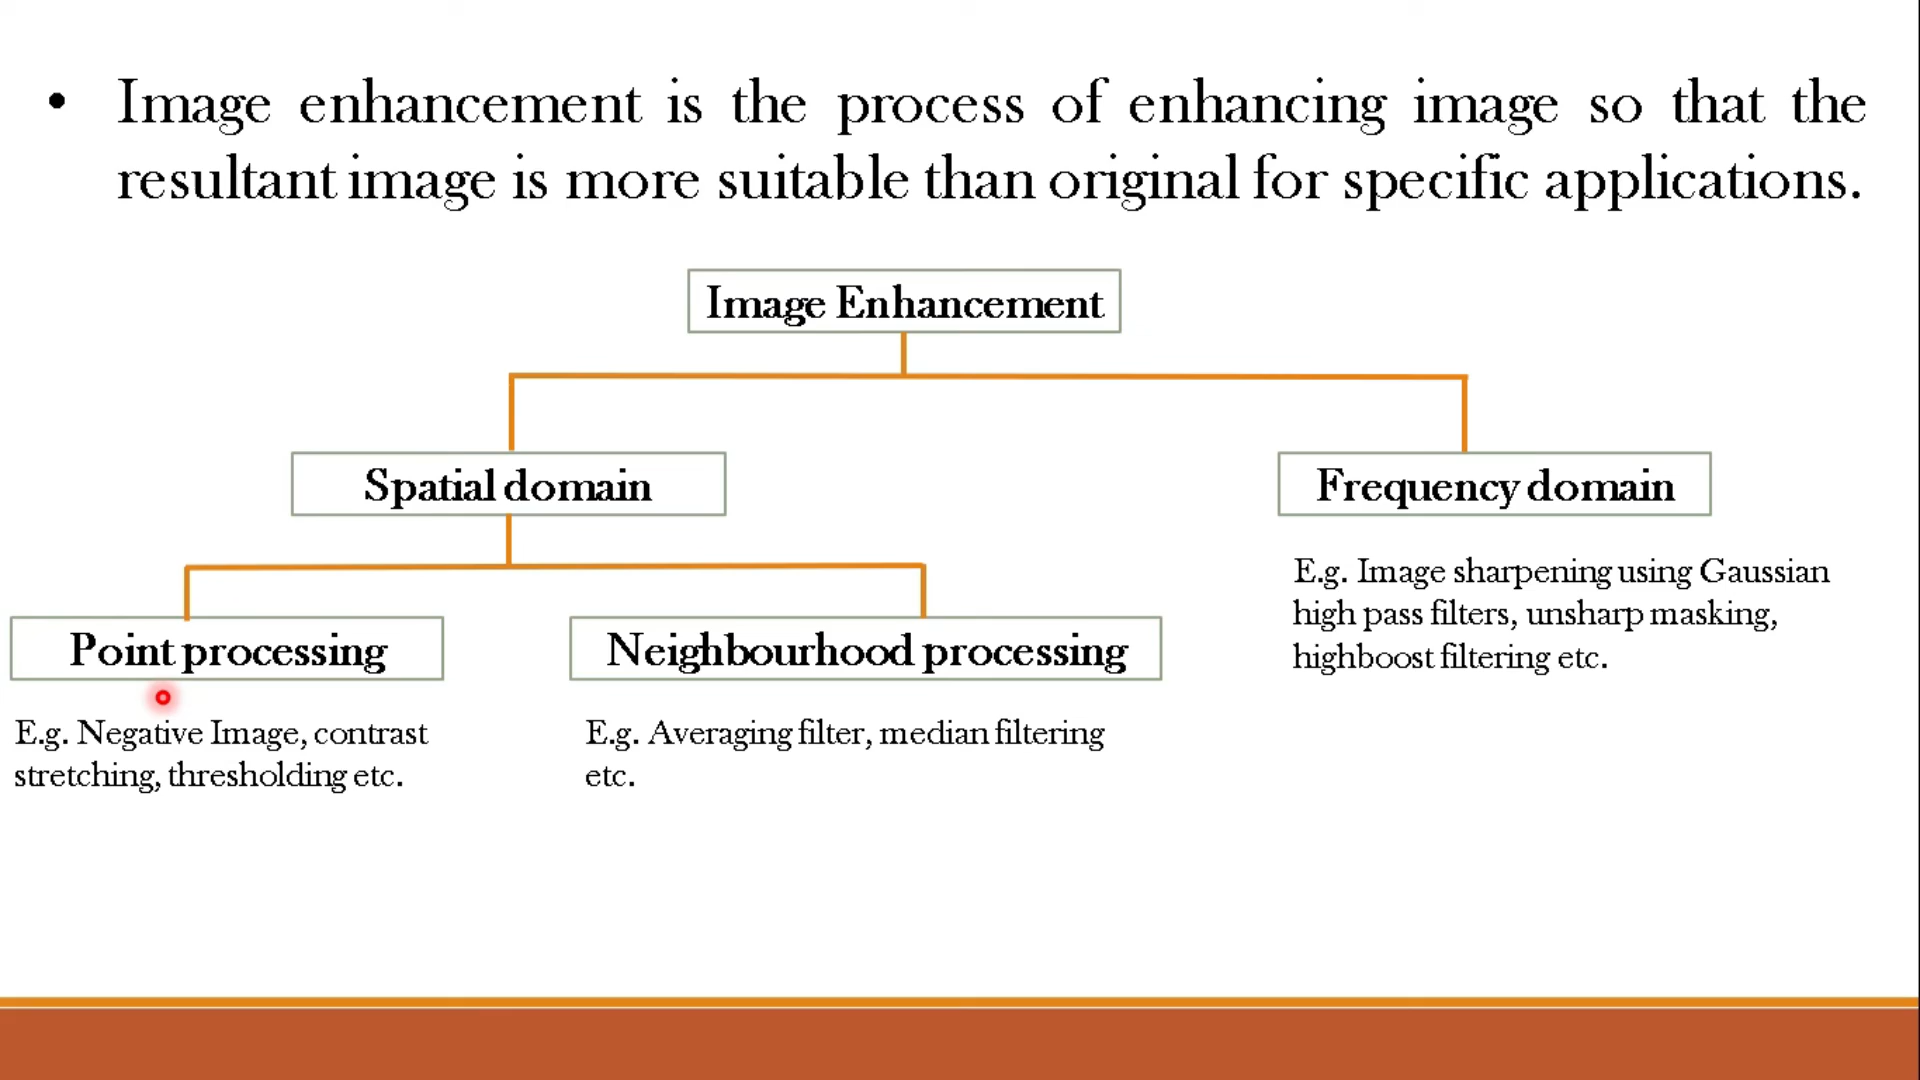 • Image enhancement is the process of enhancing image so that the
resultant image is more suitable than original for specific applications.
Image Enhancement
Spatial domain
Frequency domain
E.g. Image sharpening using Gaussian
high pass filters, unsharp masking,
highboost filtering etc.
Point processing
Neighbourhood processing
E.g. Negative Image, contrast
stretching, thresholding etc.
E.g. Averaging filter, median filtering
etc.